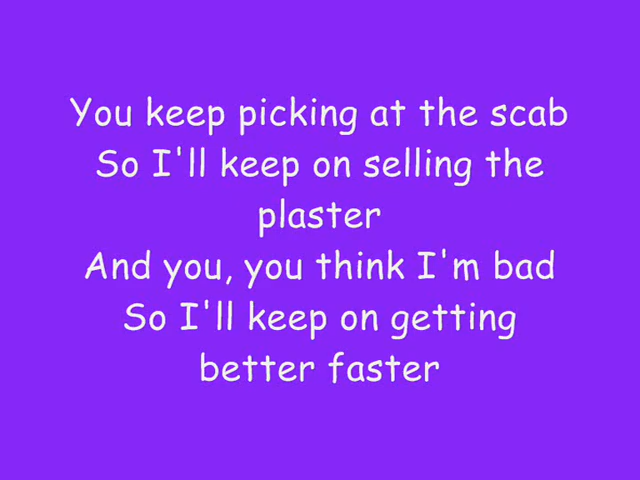 You keep picking at the scab
So I'll keep on selling the
plaster
And you, you think I'm bad
So I'll keep on getting
better faster